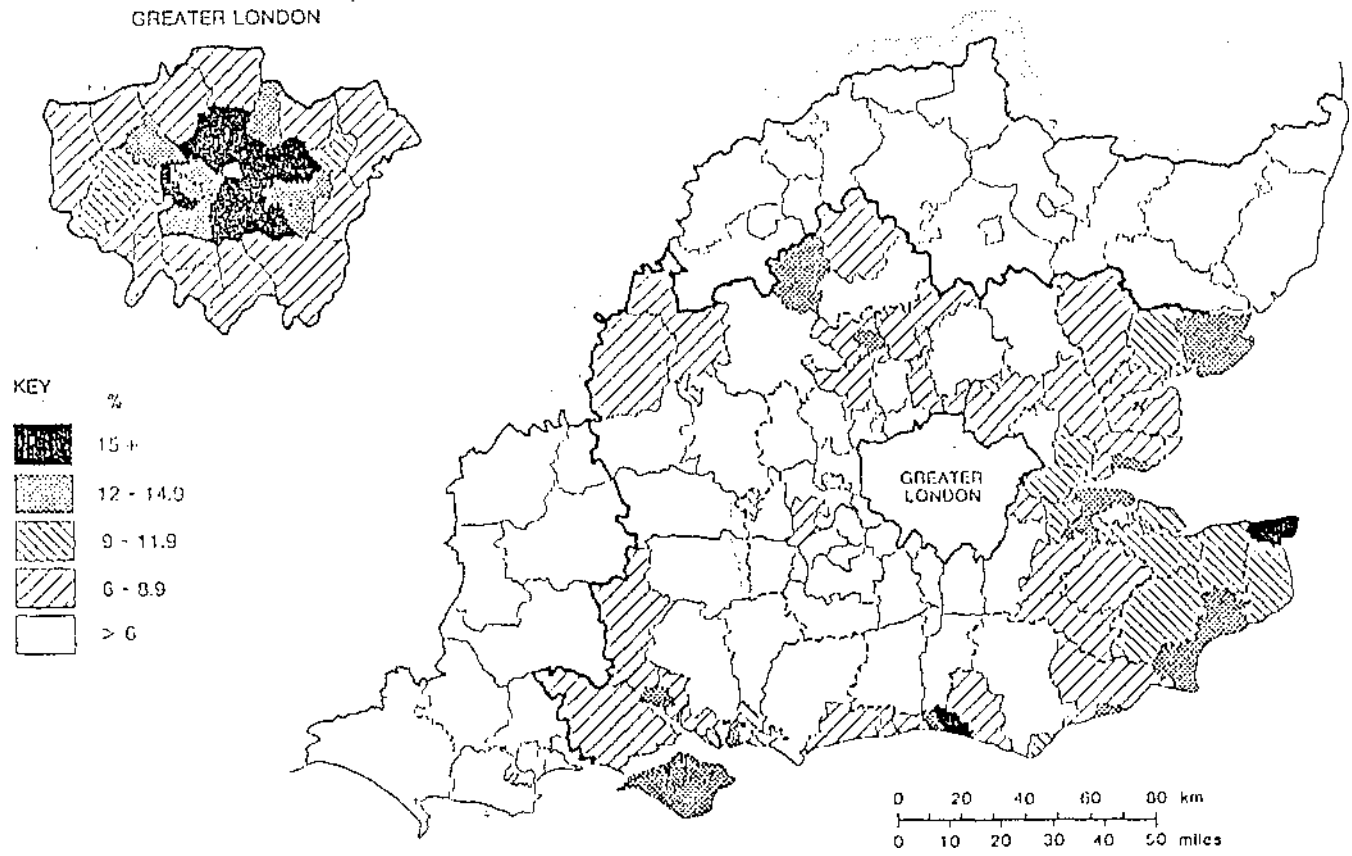 GREATER LONDON
KEY
%
15 +
12 - 14.9
9 - 11.9
6 - 8.9
> 6
GREATER
LONDON
0 20 40 60 80 km
0 10 20 30 40 50 miles